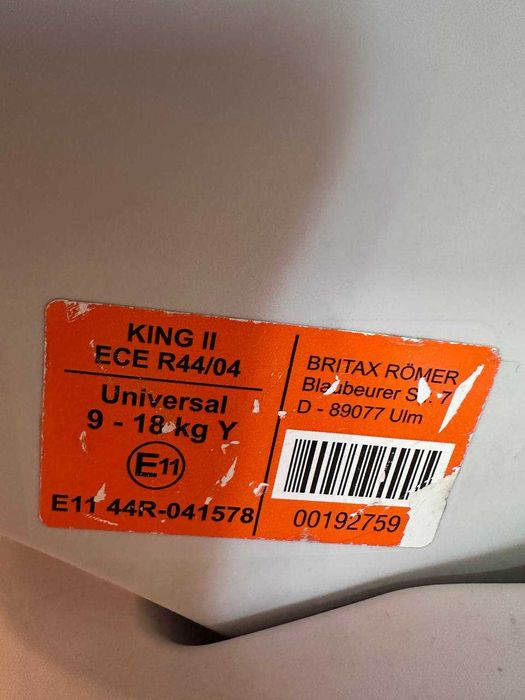 KING II
ECE R44/04
Universal
9 - 18 kg Y
E11
E11 44R-041578
BRITAX RÖMER
Blaubeurer 7
D - 89077 Ulm
00192759